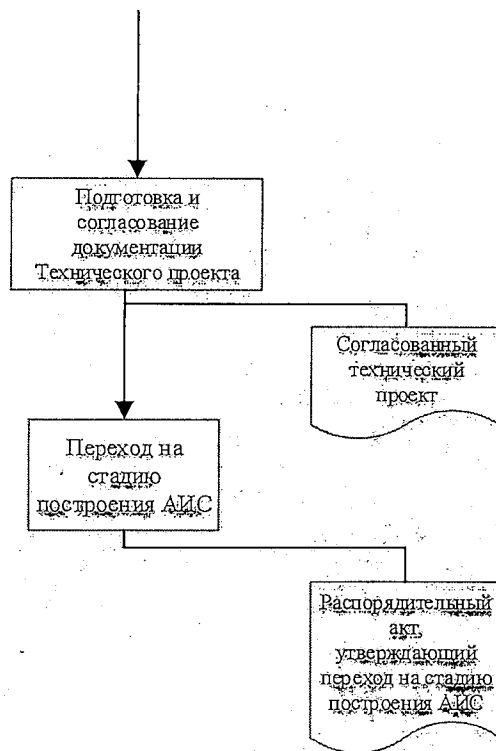 Подготовка и
согласование
документации
Технического проекта
Согласованный
технический
проект
Переход на
стадию
построения АИС
Распорядительный
акт,
утверждающий
переход на стадию
построения АИС